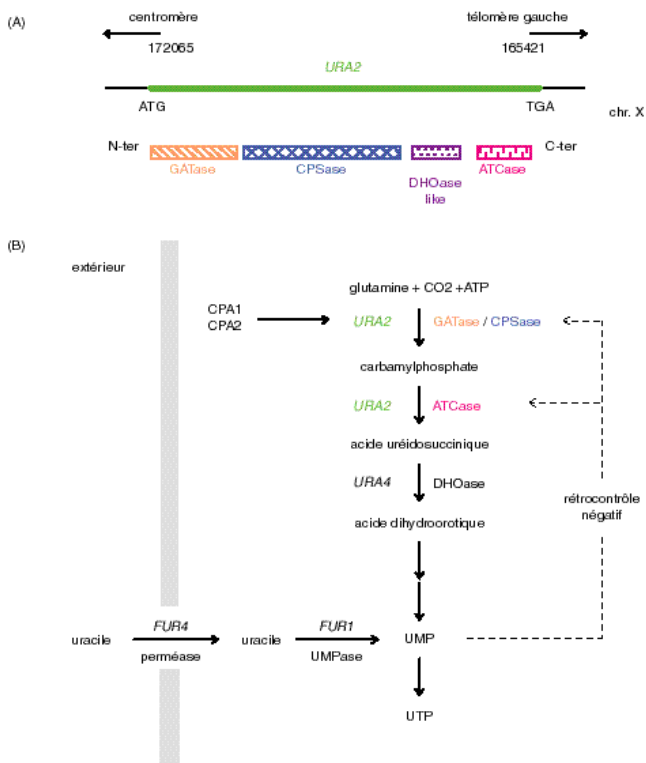 (A)
centromère
télomère gauche
172065
165421
URA2
ATG
TGA
chr. X
N-ter
C-ter
GATase
CPSase
DHOase
like
ATCase
(B)
extérieur
glutamine + CO2 +ATP
CPA1
CPA2
URA2
GATase / CPSase
carbamylphosphate
URA2
ATCase
acide uréidosuccinique
URA4
DHOase
rétrocontrôle
négatif
acide dihydroorotique
uracile
FUR4
perméase
uracile
FUR1
UMPase
UMP
UTP